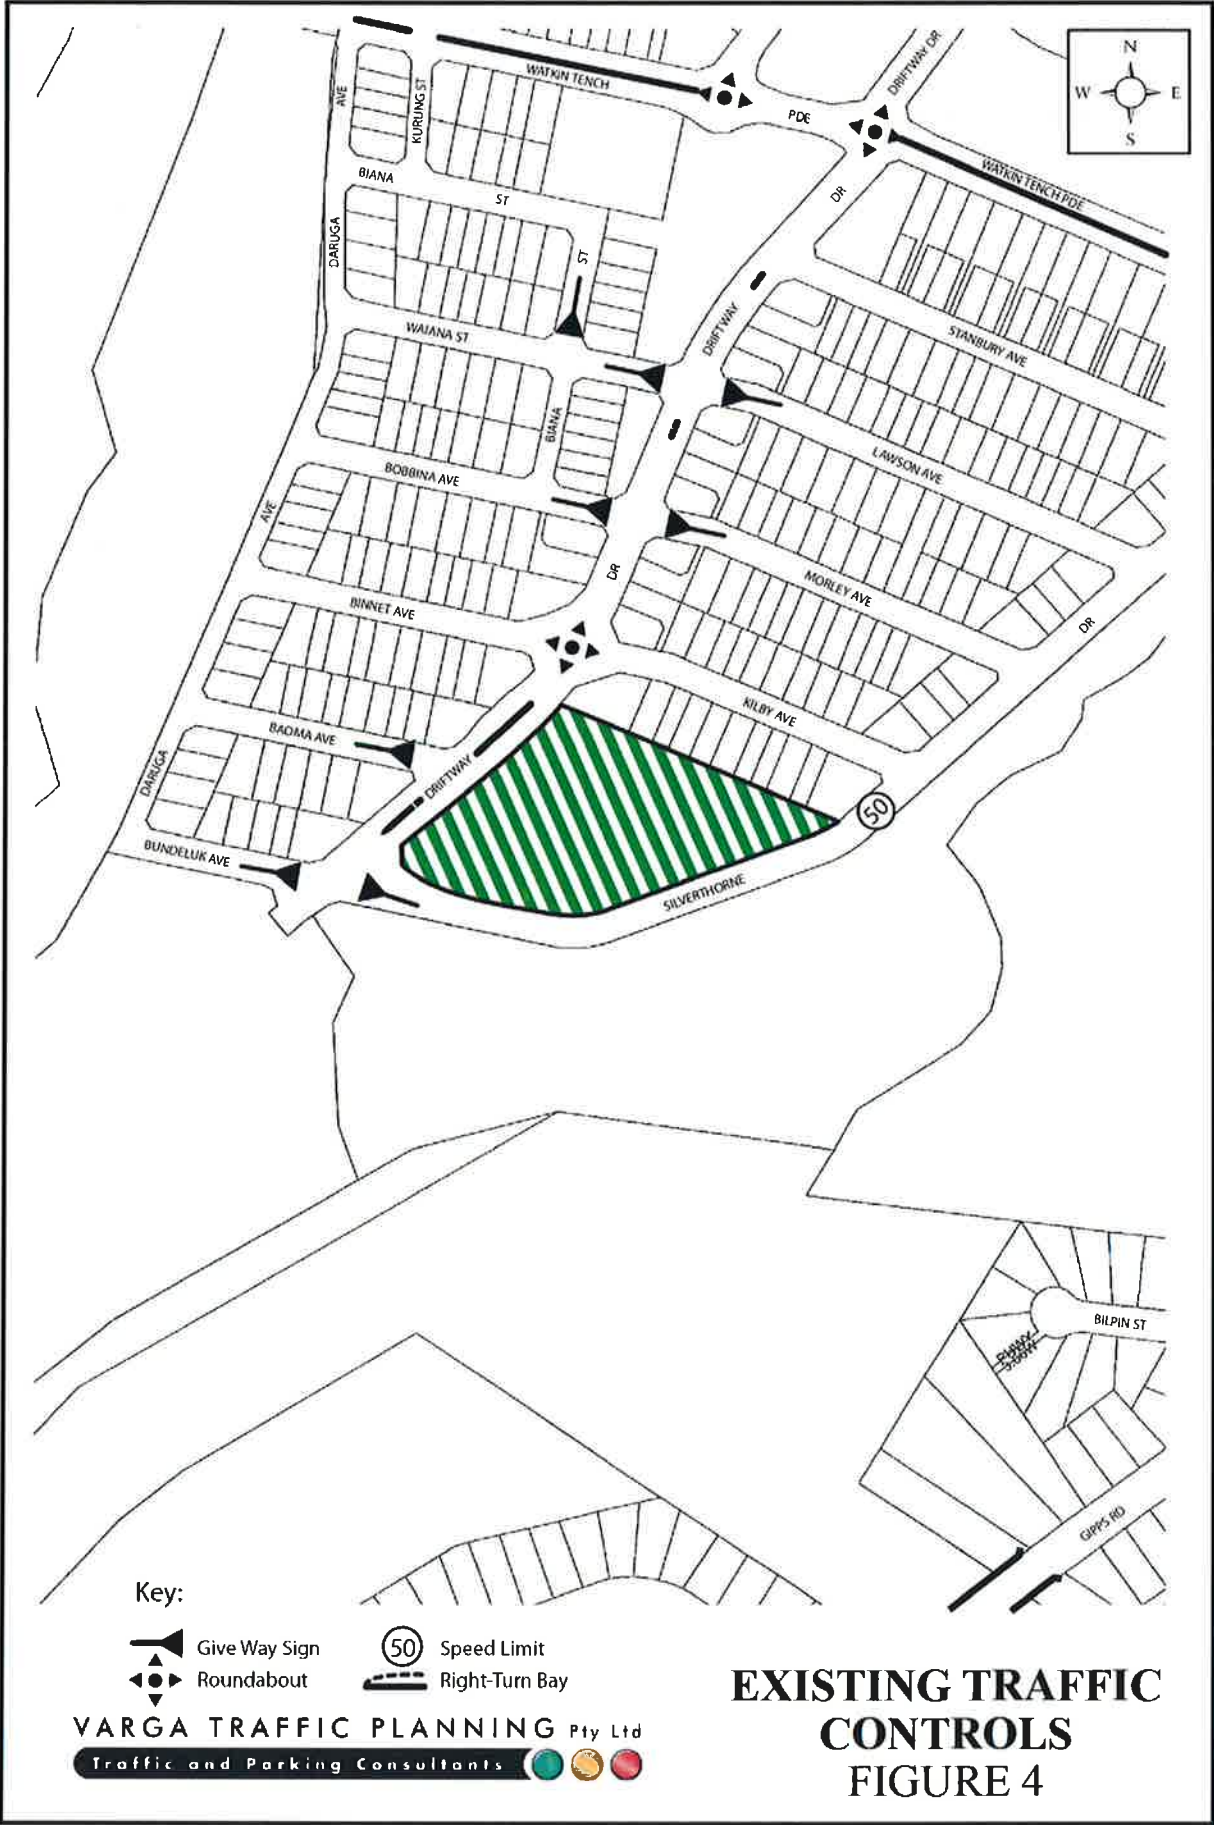 N
W E
S
DRIFTWAY DR
WATKIN TENCH
PDE
WATKIN TENCH PDE
AVE
KURUNG ST
BIANA
ST
DR
DARUGA
ST
DRIFTWAY
WAIANA ST
STANBURY AVE
BIANA
LAWSON AVE
BOBBINA AVE
AVE
DR
MORLEY AVE
BINNET AVE
DR
KILBY AVE
BAOMA AVE
DARUGA
DRIFTWAY
50
BUNDELUK AVE
SILVERTHORNE
BILPIN ST
GIPPS RD
Key:
Give Way Sign
50 Speed Limit
Roundabout
Right-Turn Bay
VARGA TRAFFIC PLANNING Pty Ltd
Traffic and Parking Consultants
EXISTING TRAFFIC
CONTROLS
FIGURE 4